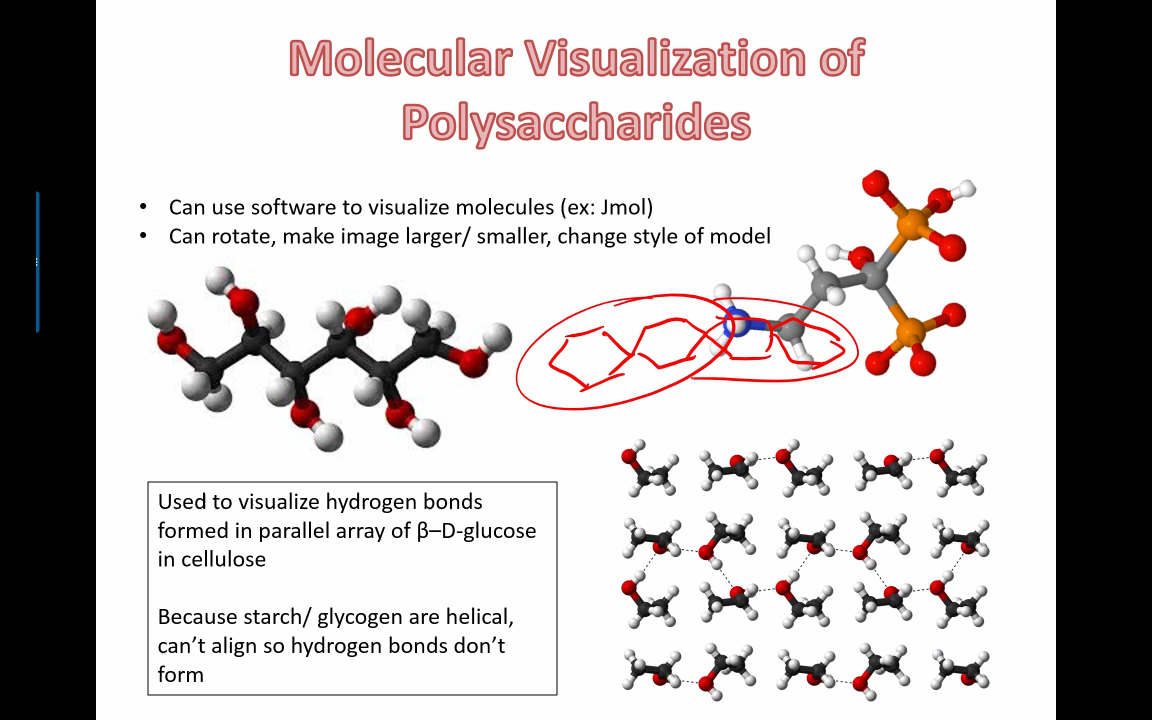 Molecular Visualization of
Polysaccharides
• Can use software to visualize molecules (ex: Jmol)
• Can rotate, make image larger/ smaller, change style of model
Used to visualize hydrogen bonds
formed in parallel array of β–D-glucose
in cellulose
Because starch/ glycogen are helical,
can’t align so hydrogen bonds don’t
form